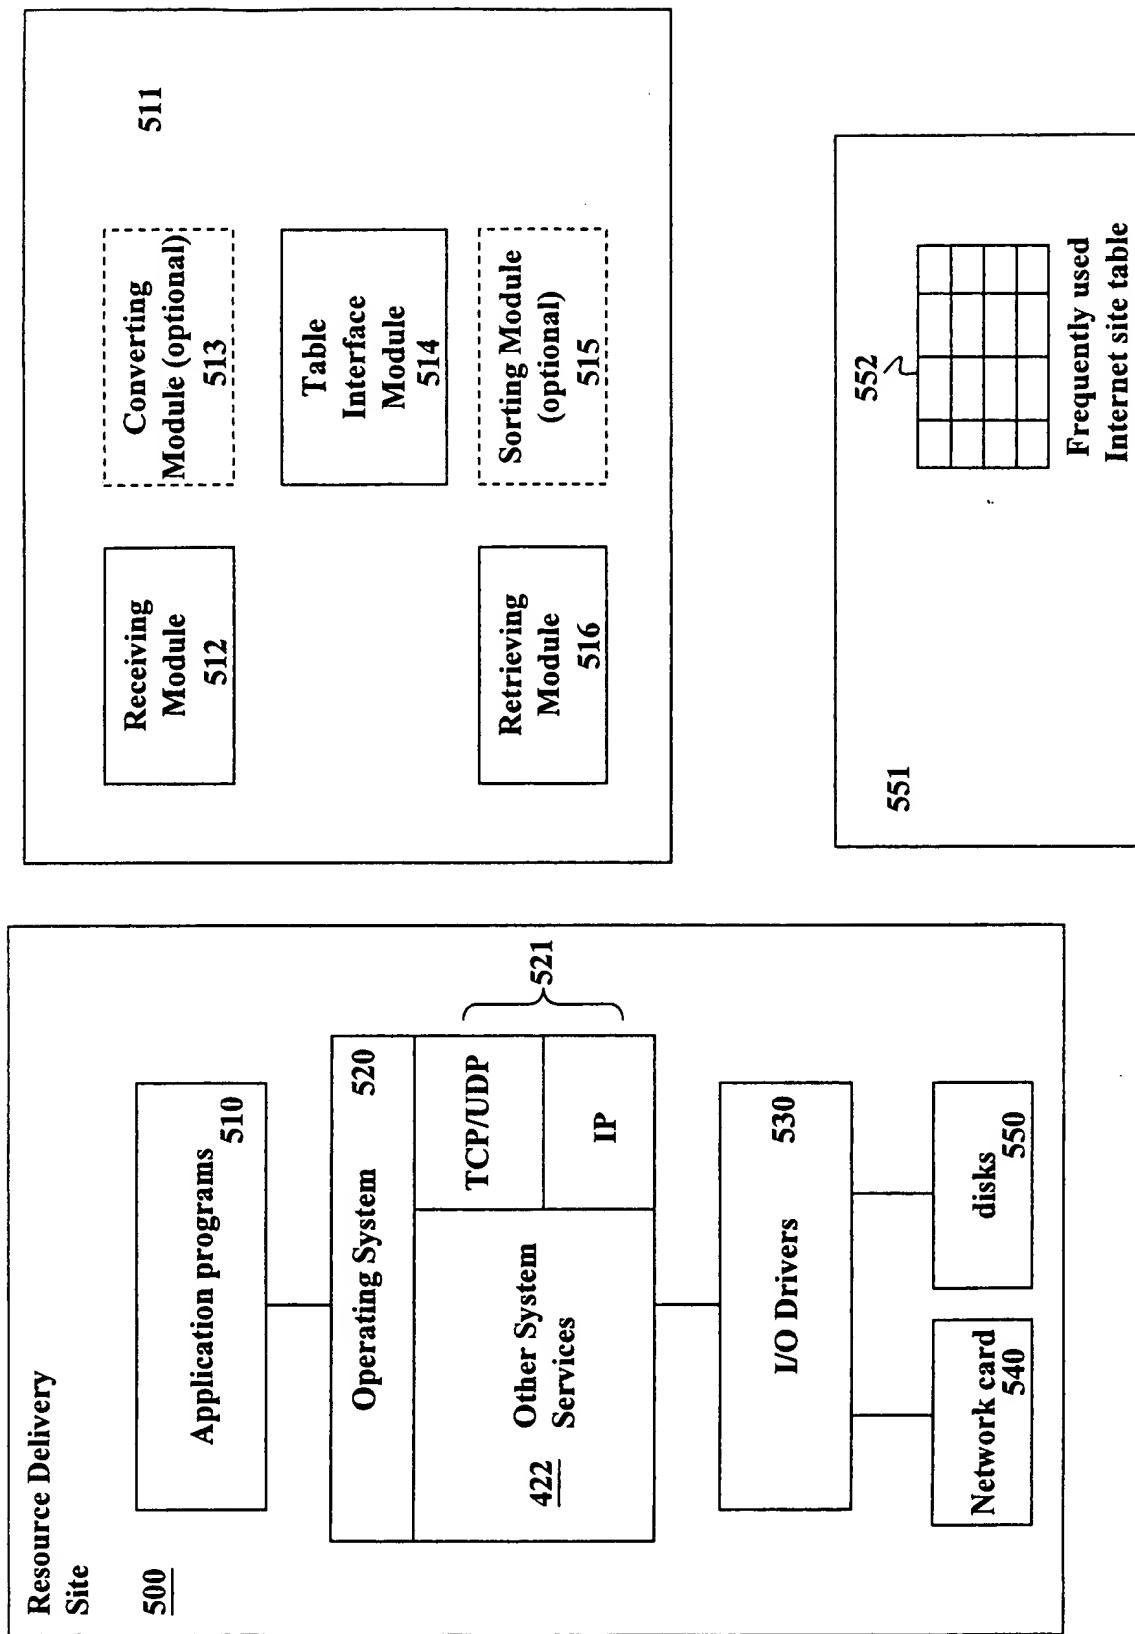 Resource Delivery
Site
500
Application programs
510
Operating System
520
TCP/UDP
IP
521
422
Other System
Services
I/O Drivers
530
Network card
540
disks
550
511
Receiving
Module
512
Converting
Module (optional)
513
Table
Interface
Module
514
Retrieving
Module
516
Sorting Module
(optional)
515
551
552
Frequently used
Internet site table